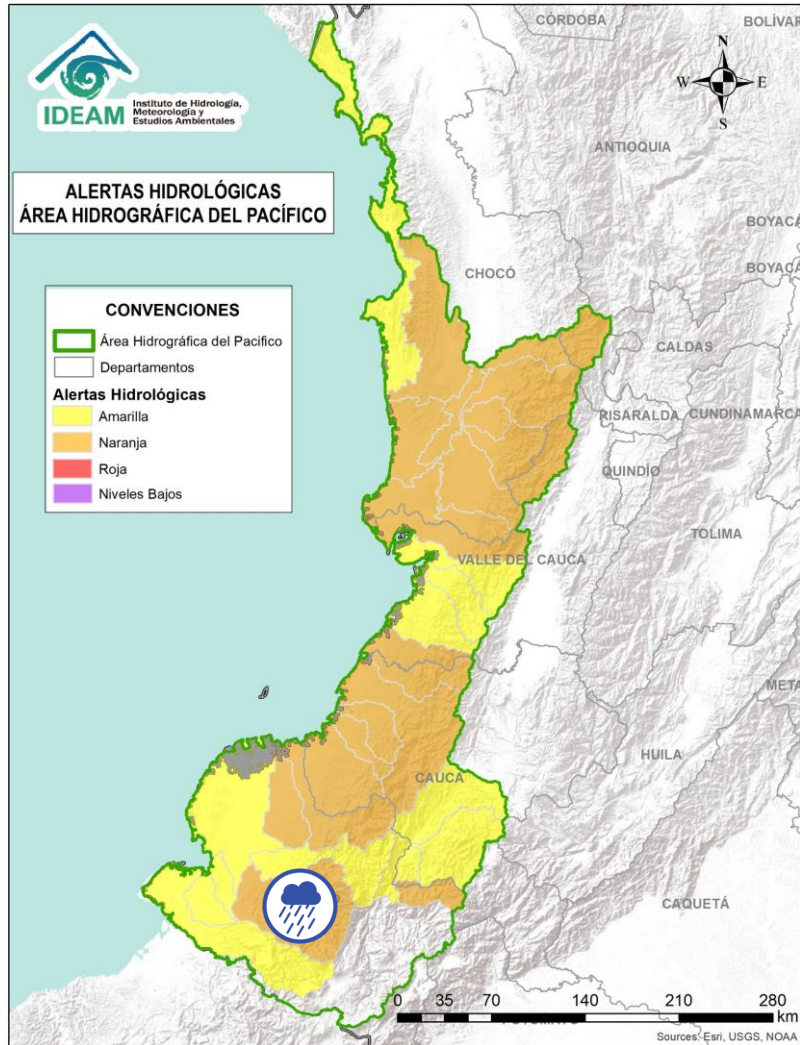 IDEAM
Instituto de Hidrología,
Meteorología y
Estudios Ambientales
ALERTAS HIDROLÓGICAS
ÁREA HIDROGRÁFICA DEL PACÍFICO
CONVENCIONES
Área Hidrográfica del Pacifico
Departamentos
Alertas Hidrológicas
Amarilla
Naranja
Roja
Niveles Bajos
N
W E
S
CÓRDOBA
BOLÍVAR
ANTIOQUIA
BOYACÁ
CHOCÓ
BOYACÁ
CALDAS
RISARALDA
CUNDINAMARCA
QUINDÍO
TOLIMA
VALLE DEL CAUCA
META
HUILA
CAUCA
CAQUETÁ
0 35 70 140 210 280
km
Sources: Esri, USGS, NOAA